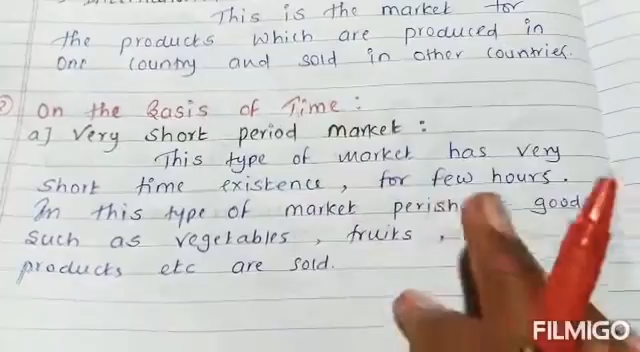 This is the market for
the products which are produced in
one country and sold in other countries.
② On the Basis of Time :
a] Very short period market :
This type of market has very
short time existence, for few hours.
In this type of market perish good
such as vegetables, fruits,
products etc are sold.
FILMIGO